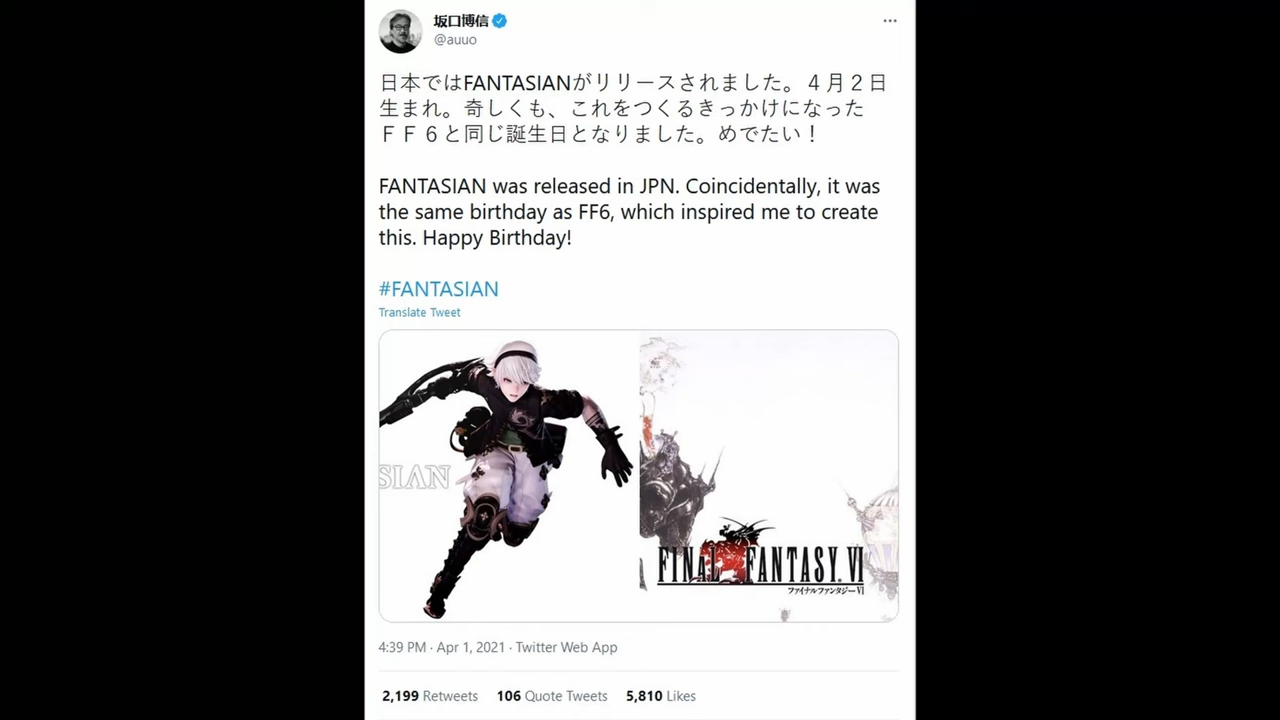 坂口博信
@auuo
日本ではFANTASIANがリリースされました。４月２日
生まれ。奇しくも、これをつくるきっかけになった
ＦＦ６と同じ誕生日となりました。めでたい！
FANTASIAN was released in JPN. Coincidentally, it was
the same birthday as FF6, which inspired me to create
this. Happy Birthday!
#FANTASIAN
Translate Tweet
SIAN
FINAL FANTASY VI
ファイナルファンタジーVI
4:39 PM · Apr 1, 2021 · Twitter Web App
2,199 Retweets 106 Quote Tweets 5,810 Likes